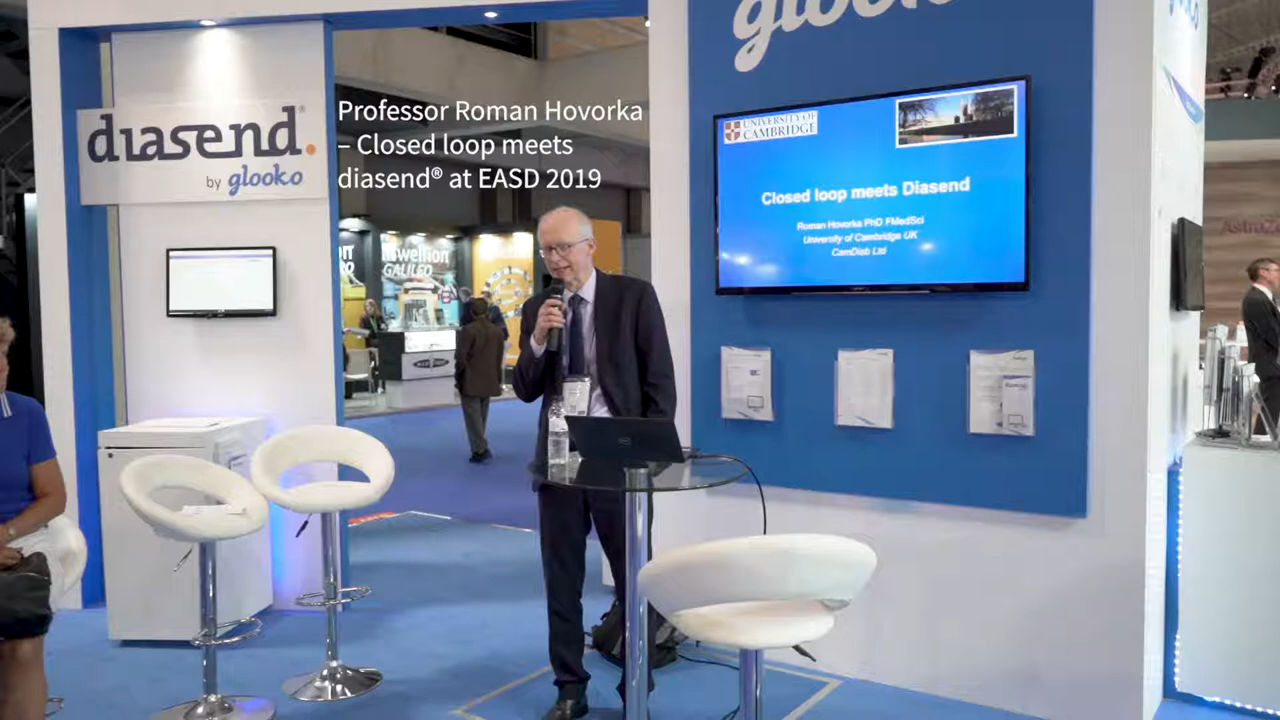 glooko
diasend®
by glooko
Professor Roman Hovorka
– Closed loop meets
diasend® at EASD 2019
UNIVERSITY OF
CAMBRIDGE
Closed loop meets Diasend
Roman Hovorka PhD FMedSci
University of Cambridge UK
CamDiab Ltd
GALILEO